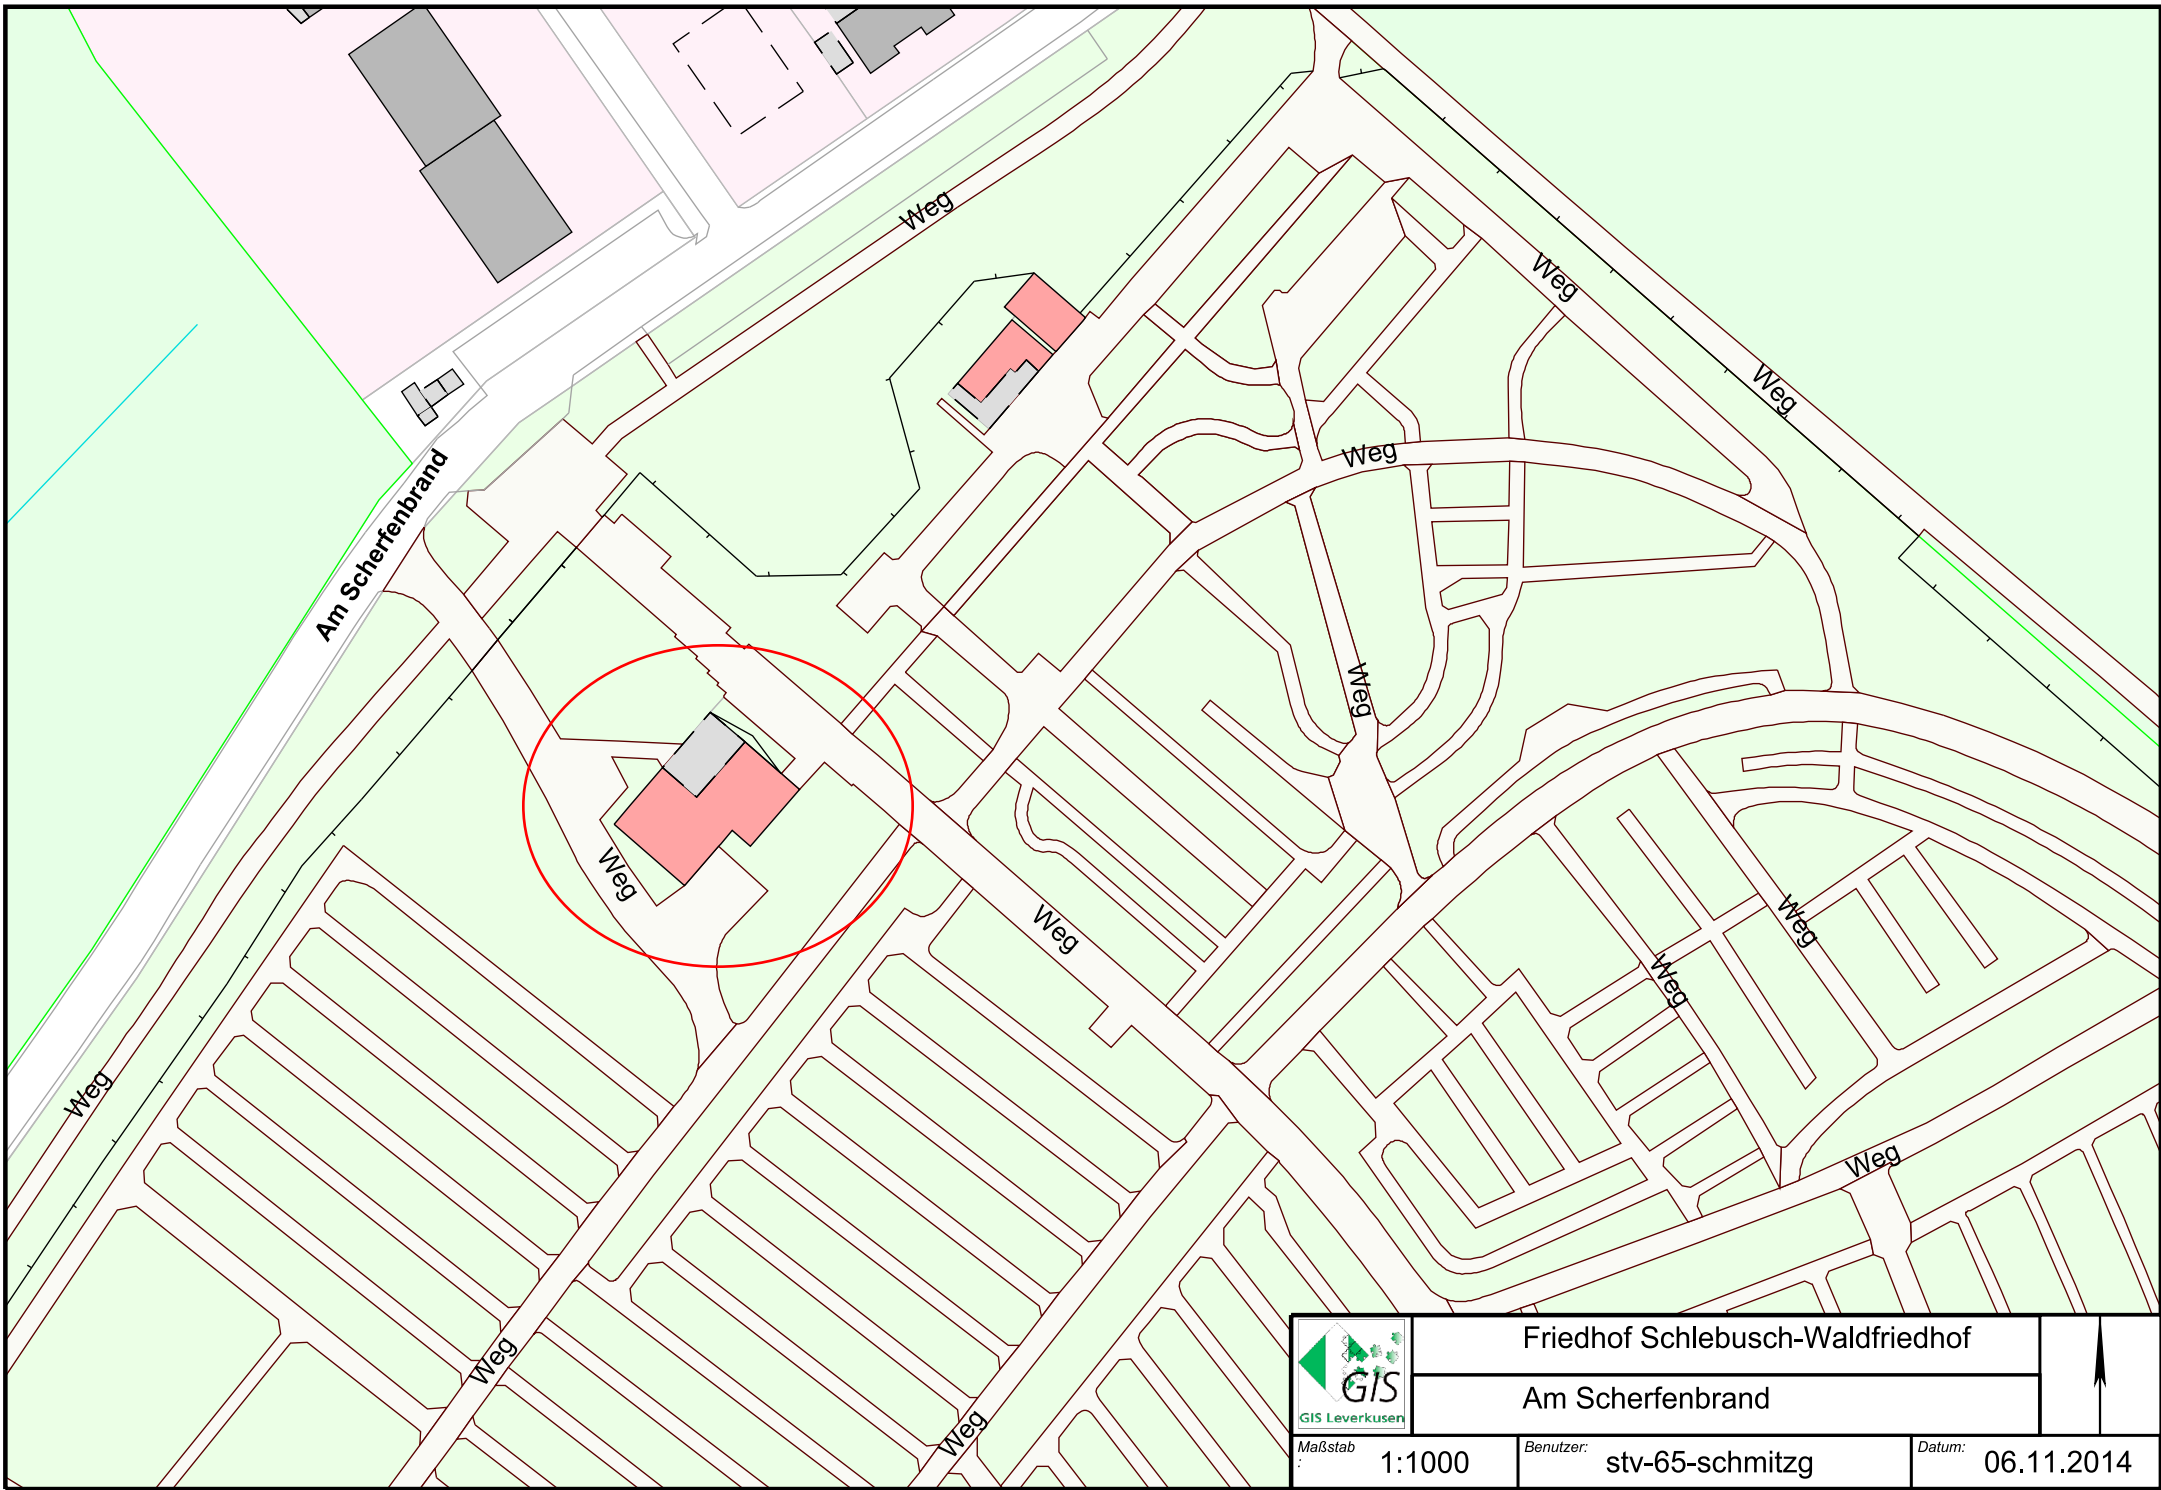 Weg
Weg
Weg
Weg
Am Scherfenbrand
Weg
Weg
Weg
Weg
Weg
Weg
Weg
Weg
Weg
Weg
Friedhof Schlebusch-Waldfriedhof
Am Scherfenbrand
GIS
GIS Leverkusen
Maßstab
:
1:1000
Benutzer:
stv-65-schmitzg
Datum:
06.11.2014